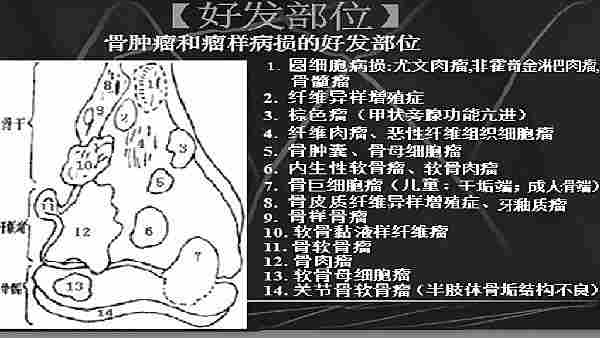 【好发部位】
骨肿瘤和瘤样病损的好发部位
1. 圆细胞病损:尤文肉瘤,非霍奇金淋巴肉瘤,
骨髓瘤
2. 纤维异样增殖症
3. 棕色瘤（甲状旁腺功能亢进）
4. 纤维肉瘤、恶性纤维组织细胞瘤
5. 骨肿囊、骨母细胞瘤
6. 内生性软骨瘤、软骨肉瘤
7. 骨巨细胞瘤（儿童：干垢端；成人骨端）
8. 骨皮质纤维异样增殖症、牙釉质瘤
9. 骨样骨瘤
10. 软骨黏液样纤维瘤
11. 骨软骨瘤
12. 骨肉瘤
13. 软骨母细胞瘤
14. 关节骨软骨瘤（半肢体骨垢结构不良）
骨干
8
1
9
2
4
3
10
5
11
12
6
7
13
14